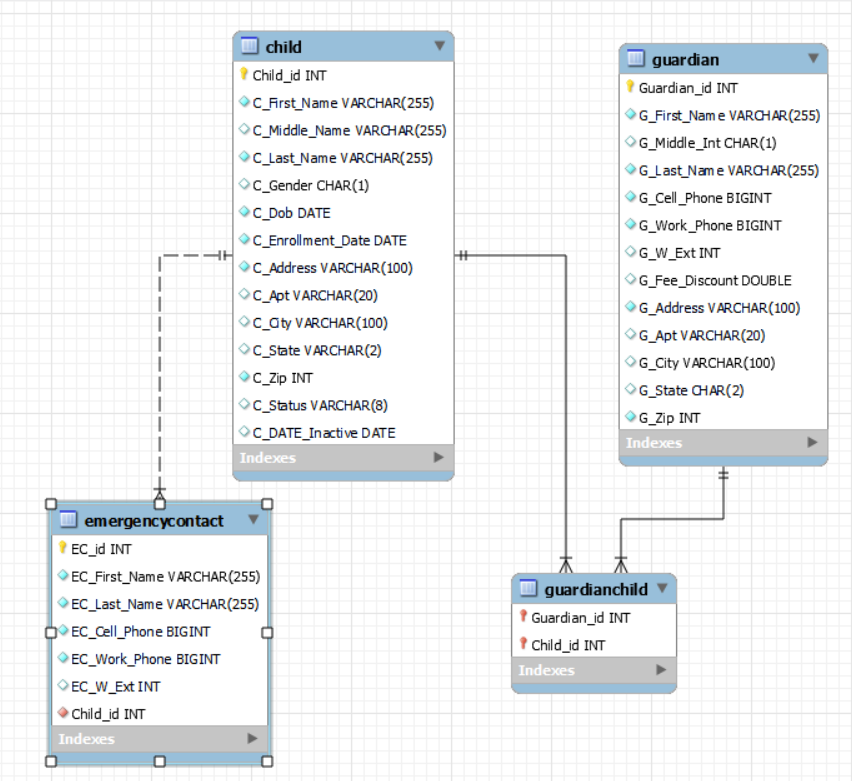 child
Child_id INT
C_First_Name VARCHAR(255)
C_Middle_Name VARCHAR(255)
C_Last_Name VARCHAR(255)
C_Gender CHAR(1)
C_Dob DATE
C_Enrollment_Date DATE
C_Address VARCHAR(100)
C_Apt VARCHAR(20)
C_City VARCHAR(100)
C_State VARCHAR(2)
C_Zip INT
C_Status VARCHAR(8)
C_DATE_Inactive DATE
Indexes
guardian
Guardian_id INT
G_First_Name VARCHAR(255)
G_Middle_Int CHAR(1)
G_Last_Name VARCHAR(255)
G_Cell_Phone BIGINT
G_Work_Phone BIGINT
G_W_Ext INT
G_Fee_Discount DOUBLE
G_Address VARCHAR(100)
G_Apt VARCHAR(20)
G_City VARCHAR(100)
G_State CHAR(2)
G_Zip INT
Indexes
emergencycontact
EC_id INT
EC_First_Name VARCHAR(255)
EC_Last_Name VARCHAR(255)
EC_Cell_Phone BIGINT
EC_Work_Phone BIGINT
EC_W_Ext INT
Child_id INT
Indexes
guardianchild
Guardian_id INT
Child_id INT
Indexes